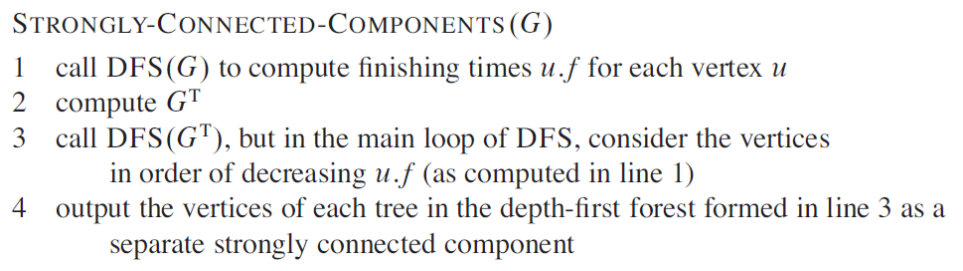 STRONGLY-CONNECTED-COMPONENTS(G)
1 call DFS(G) to compute finishing times u.f for each vertex u
2 compute Gᵀ
3 call DFS(Gᵀ), but in the main loop of DFS, consider the vertices
in order of decreasing u.f (as computed in line 1)
4 output the vertices of each tree in the depth-first forest formed in line 3 as a
separate strongly connected component